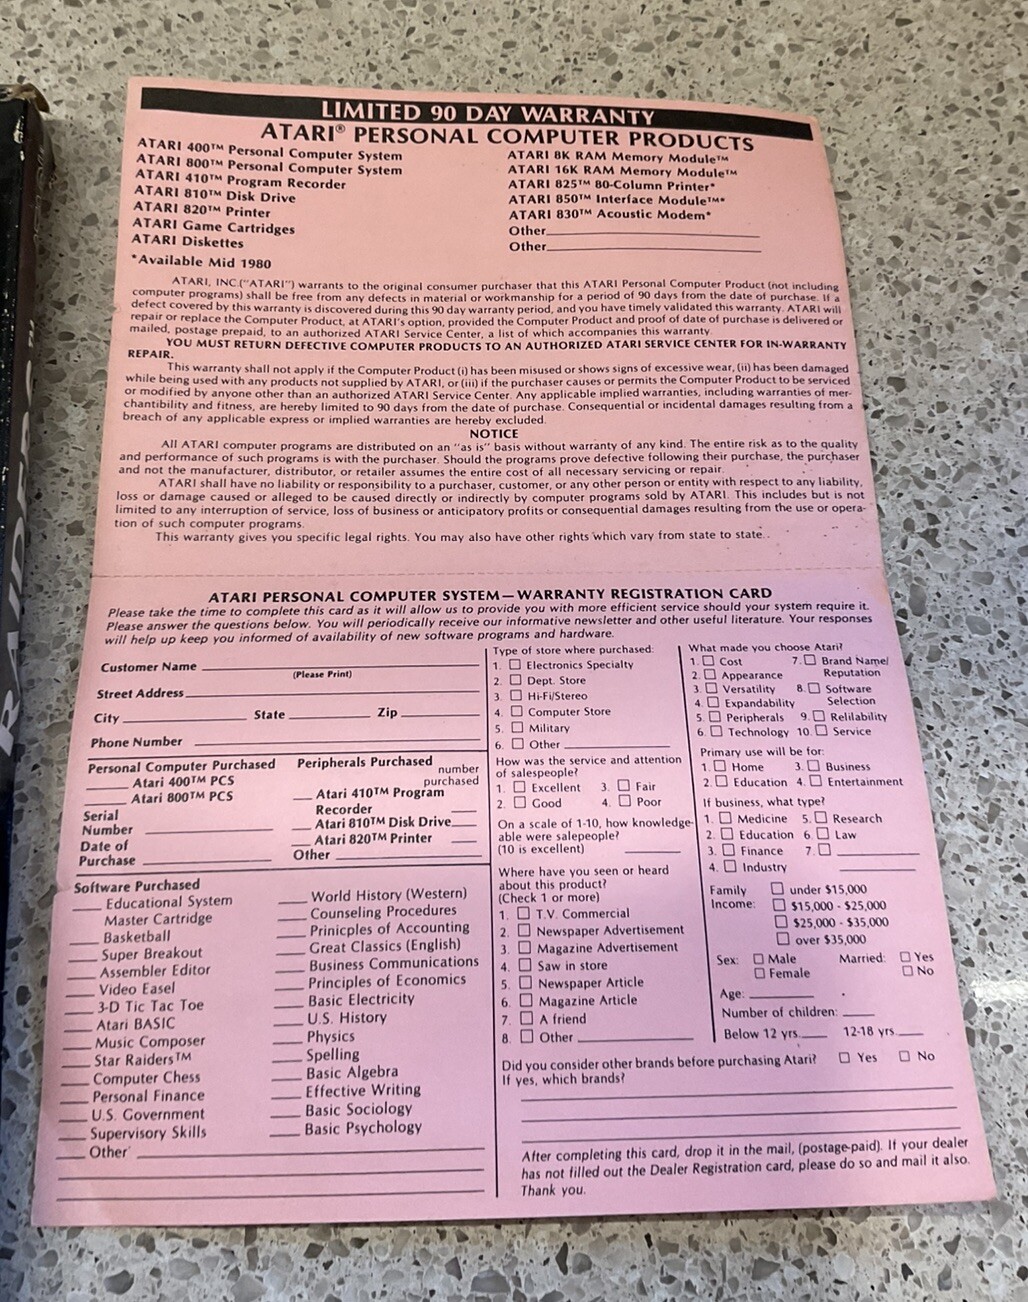 LIMITED 90 DAY WARRANTY
ATARI® PERSONAL COMPUTER PRODUCTS
ATARI 400™ Personal Computer System
ATARI 800™ Personal Computer System
ATARI 410™ Program Recorder
ATARI 810™ Disk Drive
ATARI 820™ Printer
ATARI Game Cartridges
ATARI Diskettes
*Available Mid 1980
ATARI 8K RAM Memory Module™
ATARI 16K RAM Memory Module™
ATARI 825™ 80-Column Printer*
ATARI 850™ Interface Module™*
ATARI 830™ Acoustic Modem*
Other
Other
ATARI, INC.("ATARI") warrants to the original consumer purchaser that this ATARI Personal Computer Product (not including
computer programs) shall be free from any defects in material or workmanship for a period of 90 days from the date of purchase. If a
defect covered by this warranty is discovered during this 90 day warranty period, and you have timely validated this warranty. ATARI will
repair or replace the Computer Product, at ATARI's option, provided the Computer Product and proof of date of purchase is delivered or
mailed, postage prepaid, to an authorized ATARI Service Center, a list of which accompanies this warranty.
YOU MUST RETURN DEFECTIVE COMPUTER PRODUCTS TO AN AUTHORIZED ATARI SERVICE CENTER FOR IN-WARRANTY
REPAIR.
This warranty shall not apply if the Computer Product (i) has been misused or shows signs of excessive wear, (ii) has been damaged
while being used with any products not supplied by ATARI, or (iii) if the purchaser causes or permits the Computer Product to be serviced
or modified by anyone other than an authorized ATARI Service Center. Any applicable implied warranties, including warranties of mer-
chantibility and fitness, are hereby limited to 90 days from the date of purchase. Consequential or incidental damages resulting from a
breach of any applicable express or implied warranties are hereby excluded.
NOTICE
All ATARI computer programs are distributed on an "as is" basis without warranty of any kind. The entire risk as to the quality
and performance of such programs is with the purchaser. Should the programs prove defective following their purchase, the purchaser
and not the manufacturer, distributor, or retailer assumes the entire cost of all necessary servicing or repair.
ATARI shall have no liability or responsibility to a purchaser, customer, or any other person or entity with respect to any liability,
loss or damage caused or alleged to be caused directly or indirectly by computer programs sold by ATARI. This includes but is not
limited to any interruption of service, loss of business or anticipatory profits or consequential damages resulting from the use or opera-
tion of such computer programs.
This warranty gives you specific legal rights. You may also have other rights which vary from state to state.
ATARI PERSONAL COMPUTER SYSTEM—WARRANTY REGISTRATION CARD
Please take the time to complete this card as it will allow us to provide you with more efficient service should your system require it.
Please answer the questions below. You will periodically receive our informative newsletter and other useful literature. Your responses
will help up keep you informed of availability of new software programs and hardware.
Customer Name
(Please Print)
Street Address
City State Zip
Phone Number
Personal Computer Purchased
Atari 400™ PCS
Atari 800™ PCS
Serial
Number
Date of
Purchase
Peripherals Purchased
number
purchased
Atari 410™ Program
Recorder
Atari 810™ Disk Drive
Atari 820™ Printer
Other
Software Purchased
Educational System
Master Cartridge
Basketball
Super Breakout
Assembler Editor
Video Easel
3-D Tic Tac Toe
Atari BASIC
Music Composer
Star Raiders™
Computer Chess
Personal Finance
U.S. Government
Supervisory Skills
Other
World History (Western)
Counseling Procedures
Prinicples of Accounting
Great Classics (English)
Business Communications
Principles of Economics
Basic Electricity
U.S. History
Physics
Spelling
Basic Algebra
Effective Writing
Basic Sociology
Basic Psychology
Type of store where purchased:
1. Electronics Specialty
2. Dept. Store
3. Hi-Fi/Stereo
4. Computer Store
5. Military
6. Other
How was the service and attention
of salespeople?
1. Excellent 3. Fair
2. Good 4. Poor
On a scale of 1-10, how knowledge-
able were salepeople?
(10 is excellent)
Where have you seen or heard
about this product?
(Check 1 or more)
1. T.V. Commercial
2. Newspaper Advertisement
3. Magazine Advertisement
4. Saw in store
5. Newspaper Article
6. Magazine Article
7. A friend
8. Other
What made you choose Atari?
1. Cost 7. Brand Name/
Reputation
2. Appearance
3. Versatility 8. Software
Selection
4. Expandability
5. Peripherals 9. Relilability
6. Technology 10. Service
Primary use will be for:
1. Home 3. Business
2. Education 4. Entertainment
If business, what type?
1. Medicine 5. Research
2. Education 6. Law
3. Finance 7.
4. Industry
Family
Income:
under $15,000
$15,000 - $25,000
$25,000 - $35,000
over $35,000
Sex: Male Married: Yes
Female No
Age:
Number of children:
Below 12 yrs. 12-18 yrs.
Did you consider other brands before purchasing Atari? Yes No
If yes, which brands?
After completing this card, drop it in the mail, (postage-paid). If your dealer
has not filled out the Dealer Registration card, please do so and mail it also.
Thank you.